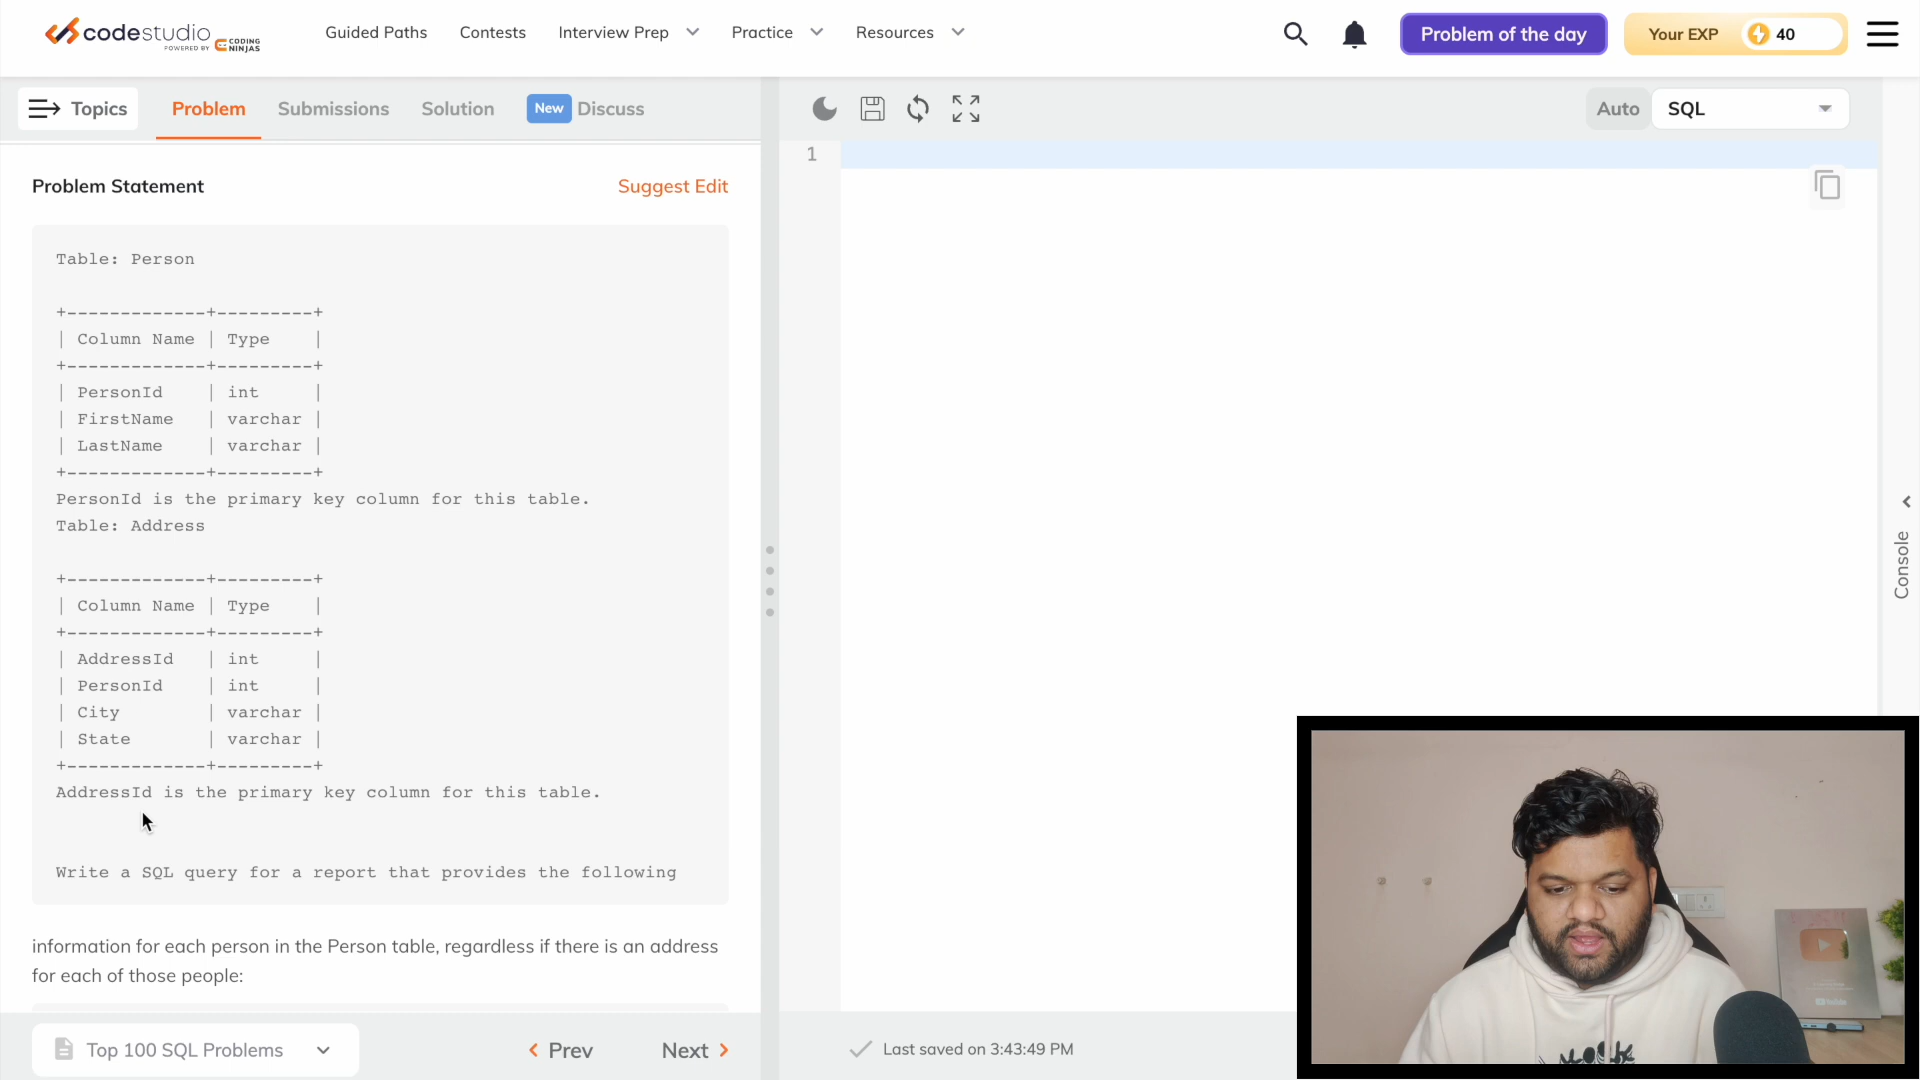 codestudio
POWERED BY CODING NINJAS
Guided Paths
Contests
Interview Prep
Practice
Resources
Problem of the day
Your EXP 40
Topics
Problem
Submissions
Solution
New Discuss
Auto
SQL
1
Problem Statement
Suggest Edit
Table: Person
+-------------+---------+
| Column Name | Type    |
+-------------+---------+
| PersonId    | int     |
| FirstName   | varchar |
| LastName    | varchar |
+-------------+---------+
PersonId is the primary key column for this table.
Table: Address
+-------------+---------+
| Column Name | Type    |
+-------------+---------+
| AddressId   | int     |
| PersonId    | int     |
| City        | varchar |
| State       | varchar |
+-------------+---------+
AddressId is the primary key column for this table.
Write a SQL query for a report that provides the following
information for each person in the Person table, regardless if there is an address
for each of those people:
Console
Top 100 SQL Problems
Prev
Next
Last saved on 3:43:49 PM
YouTube